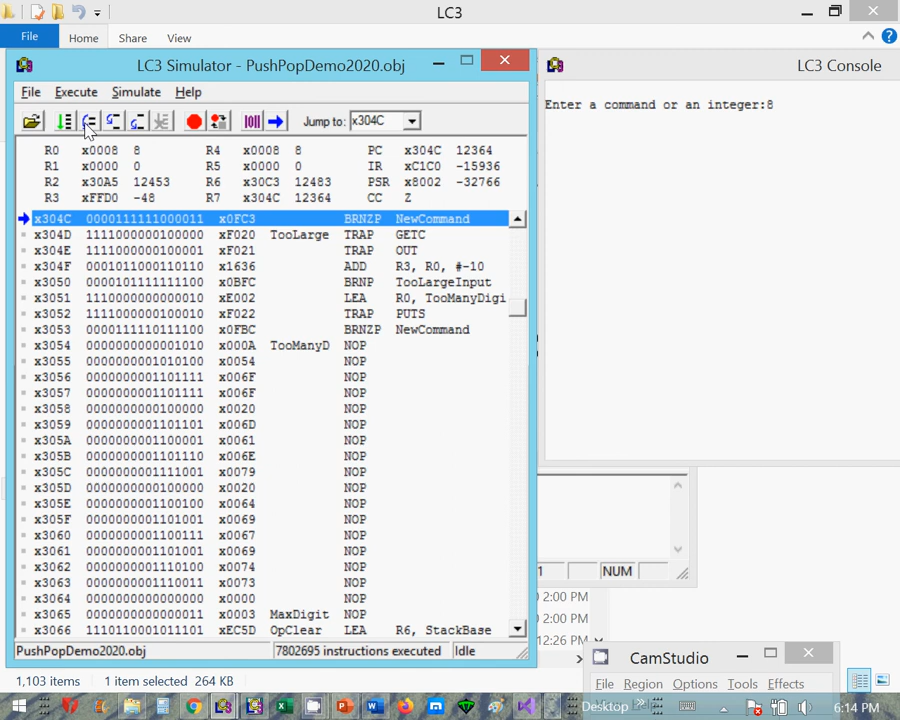 LC3
File
Home
Share
View
LC3 Simulator - PushPopDemo2020.obj
LC3 Console
File Execute Simulate Help
Enter a command or an integer:8
Jump to: x304C
R0 x0008 8 R4 x0008 8 PC x304C 12364
R1 x0000 0 R5 x0000 0 IR xC1C0 -15936
R2 x30A5 12453 R6 x30C3 12483 PSR x8002 -32766
R3 xFFD0 -48 R7 x304C 12364 CC Z
x304C 0000111111000011 x0FC3 BRNZP NewCommand
x304D 1111000000100000 xF020 TooLarge TRAP GETC
x304E 1111000000100001 xF021 TRAP OUT
x304F 0001011000110110 x1636 ADD R3, R0, #-10
x3050 0000101111111100 x0BFC BRNP TooLargeInput
x3051 1110000000000010 xE002 LEA R0, TooManyDigi
x3052 1111000000100010 xF022 TRAP PUTS
x3053 0000111110111100 x0FBC BRNZP NewCommand
x3054 0000000000001010 x000A TooManyD NOP
x3055 0000000001010100 x0054 NOP
x3056 0000000001101111 x006F NOP
x3057 0000000001101111 x006F NOP
x3058 0000000000100000 x0020 NOP
x3059 0000000001101101 x006D NOP
x305A 0000000001100001 x0061 NOP
x305B 0000000001101110 x006E NOP
x305C 0000000001111001 x0079 NOP
x305D 0000000000100000 x0020 NOP
x305E 0000000001100100 x0064 NOP
x305F 0000000001101001 x0069 NOP
x3060 0000000001100111 x0067 NOP
x3061 0000000001101001 x0069 NOP
x3062 0000000001110100 x0074 NOP
x3063 0000000001110011 x0073 NOP
x3064 0000000000000000 x0000 NOP
x3065 0000000000000011 x0003 MaxDigit NOP
x3066 1110110001011101 xEC5D OpClear LEA R6, StackBase
PushPopDemo2020.obj 7802695 instructions executed Idle
1 NUM
0 2:00 PM
0 2:00 PM
12:26 PM
CamStudio
File Region Options Tools Effects
1,103 items 1 item selected 264 KB
Desktop
6:14 PM